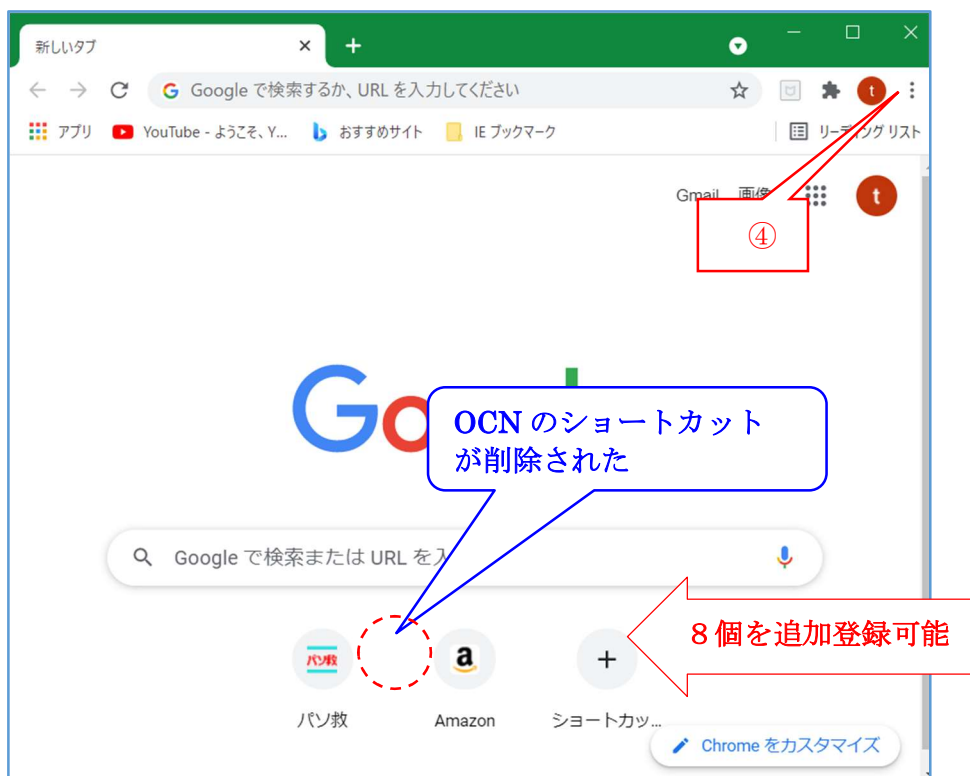 新しいタブ
Google で検索するか、URL を入力してください
t
アプリ
YouTube - ようこそ、Y...
おすすめサイト
IE ブックマーク
リーディング リスト
Gmail
画像
t
④
Go
OCN のショートカット
が削除された
Google で検索または URL を入
8個を追加登録可能
パソ救
a
パソ救
Amazon
ショートカッ...
Chrome をカスタマイズ